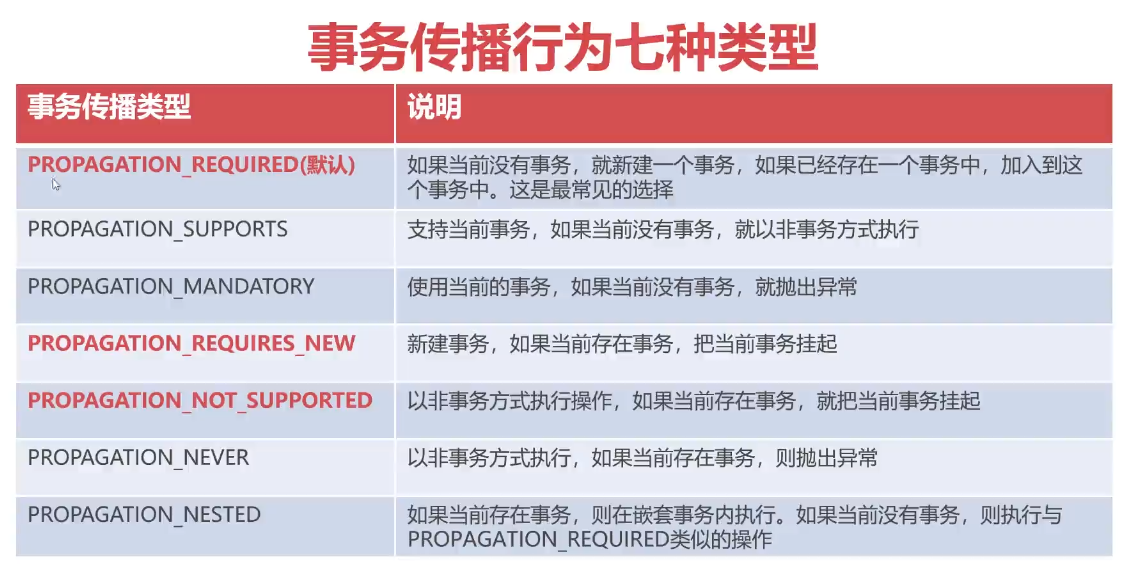 事务传播行为七种类型
事务传播类型
说明
PROPAGATION_REQUIRED(默认)
如果当前没有事务，就新建一个事务，如果已经存在一个事务中，加入到这
个事务中。这是最常见的选择
PROPAGATION_SUPPORTS
支持当前事务，如果当前没有事务，就以非事务方式执行
PROPAGATION_MANDATORY
使用当前的事务，如果当前没有事务，就抛出异常
PROPAGATION_REQUIRES_NEW
新建事务，如果当前存在事务，把当前事务挂起
PROPAGATION_NOT_SUPPORTED
以非事务方式执行操作，如果当前存在事务，就把当前事务挂起
PROPAGATION_NEVER
以非事务方式执行，如果当前存在事务，则抛出异常
PROPAGATION_NESTED
如果当前存在事务，则在嵌套事务内执行。如果当前没有事务，则执行与
PROPAGATION_REQUIRED类似的操作